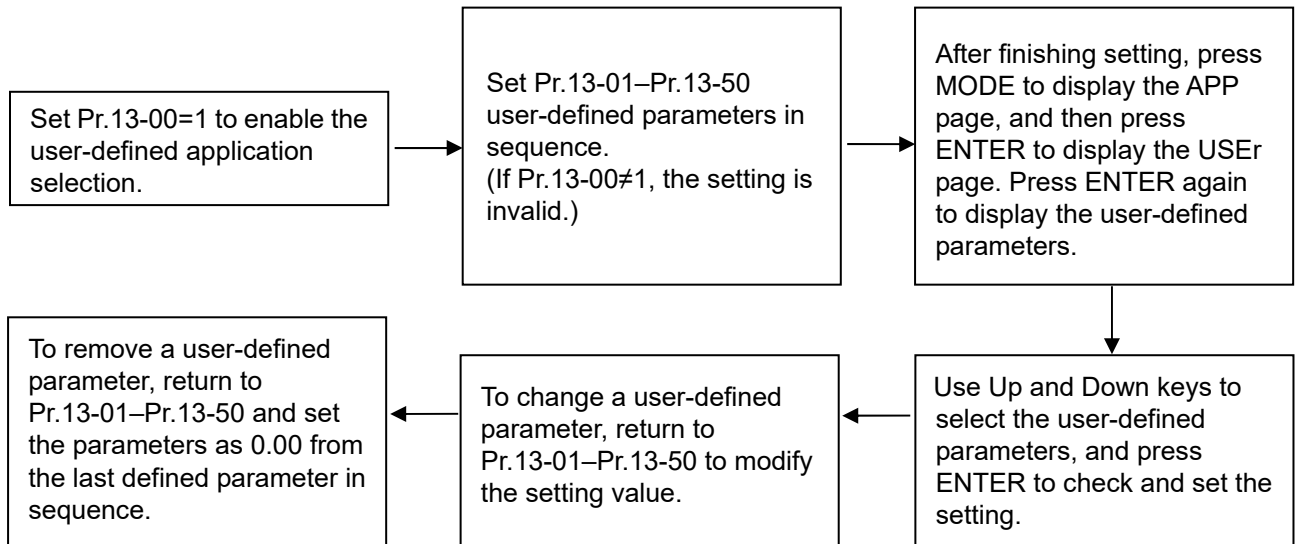 Set Pr.13-00=1 to enable the
user-defined application
selection.
Set Pr.13-01–Pr.13-50
user-defined parameters in
sequence.
(If Pr.13-00≠1, the setting is
invalid.)
After finishing setting, press
MODE to display the APP
page, and then press
ENTER to display the USEr
page. Press ENTER again
to display the user-defined
parameters.
Use Up and Down keys to
select the user-defined
parameters, and press
ENTER to check and set the
setting.
To change a user-defined
parameter, return to
Pr.13-01–Pr.13-50 to modify
the setting value.
To remove a user-defined
parameter, return to
Pr.13-01–Pr.13-50 and set
the parameters as 0.00 from
the last defined parameter in
sequence.